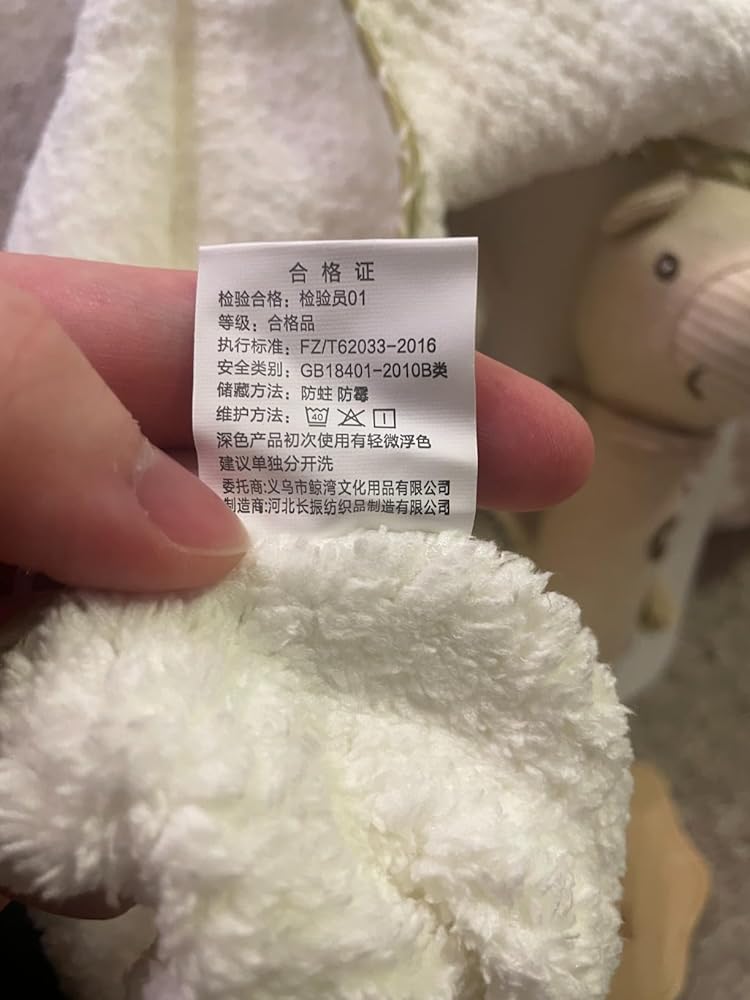 合格证
检验合格：检验员01
等级：合格品
执行标准：FZ/T62033-2016
安全类别：GB18401-2010B类
储藏方法：防蛀 防霉
维护方法： 40
深色产品初次使用有轻微浮色
建议单独分开洗
委托商:义乌市鲸湾文化用品有限公司
制造商:河北长振纺织品制造有限公司